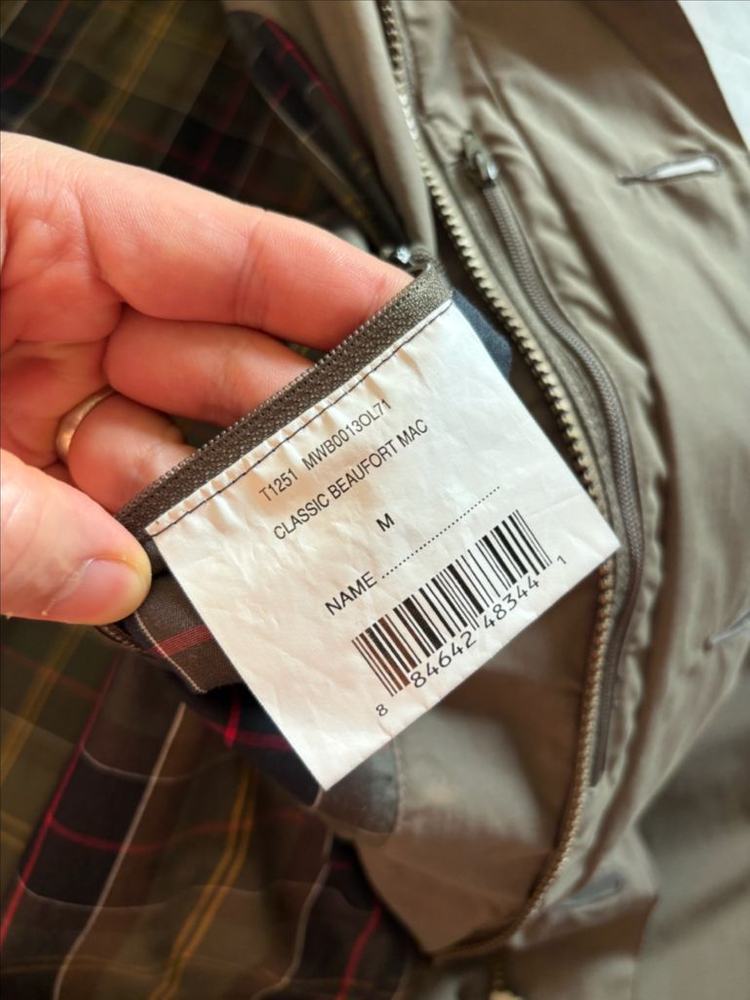 T1251 MWB0013OL71
CLASSIC BEAUFORT MAC
M
NAME ........................
8 84642 48344 1